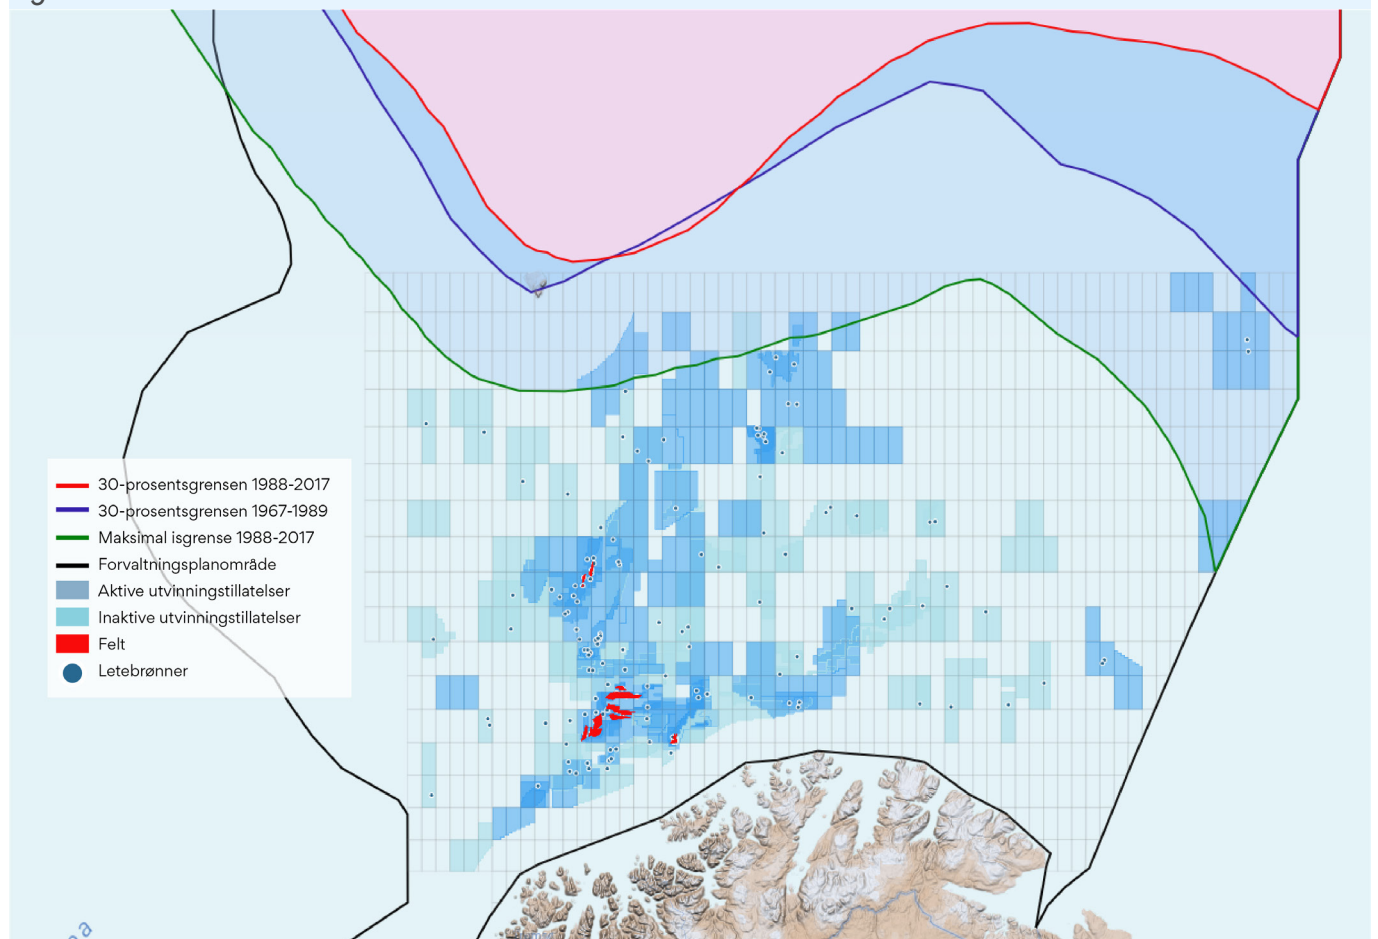 30-prosentsgrensen 1988-2017
30-prosentsgrensen 1967-1989
Maksimal isgrense 1988-2017
Forvaltningsplanområde
Aktive utvinningstillatelser
Inaktive utvinningstillatelser
Felt
Letebrønner